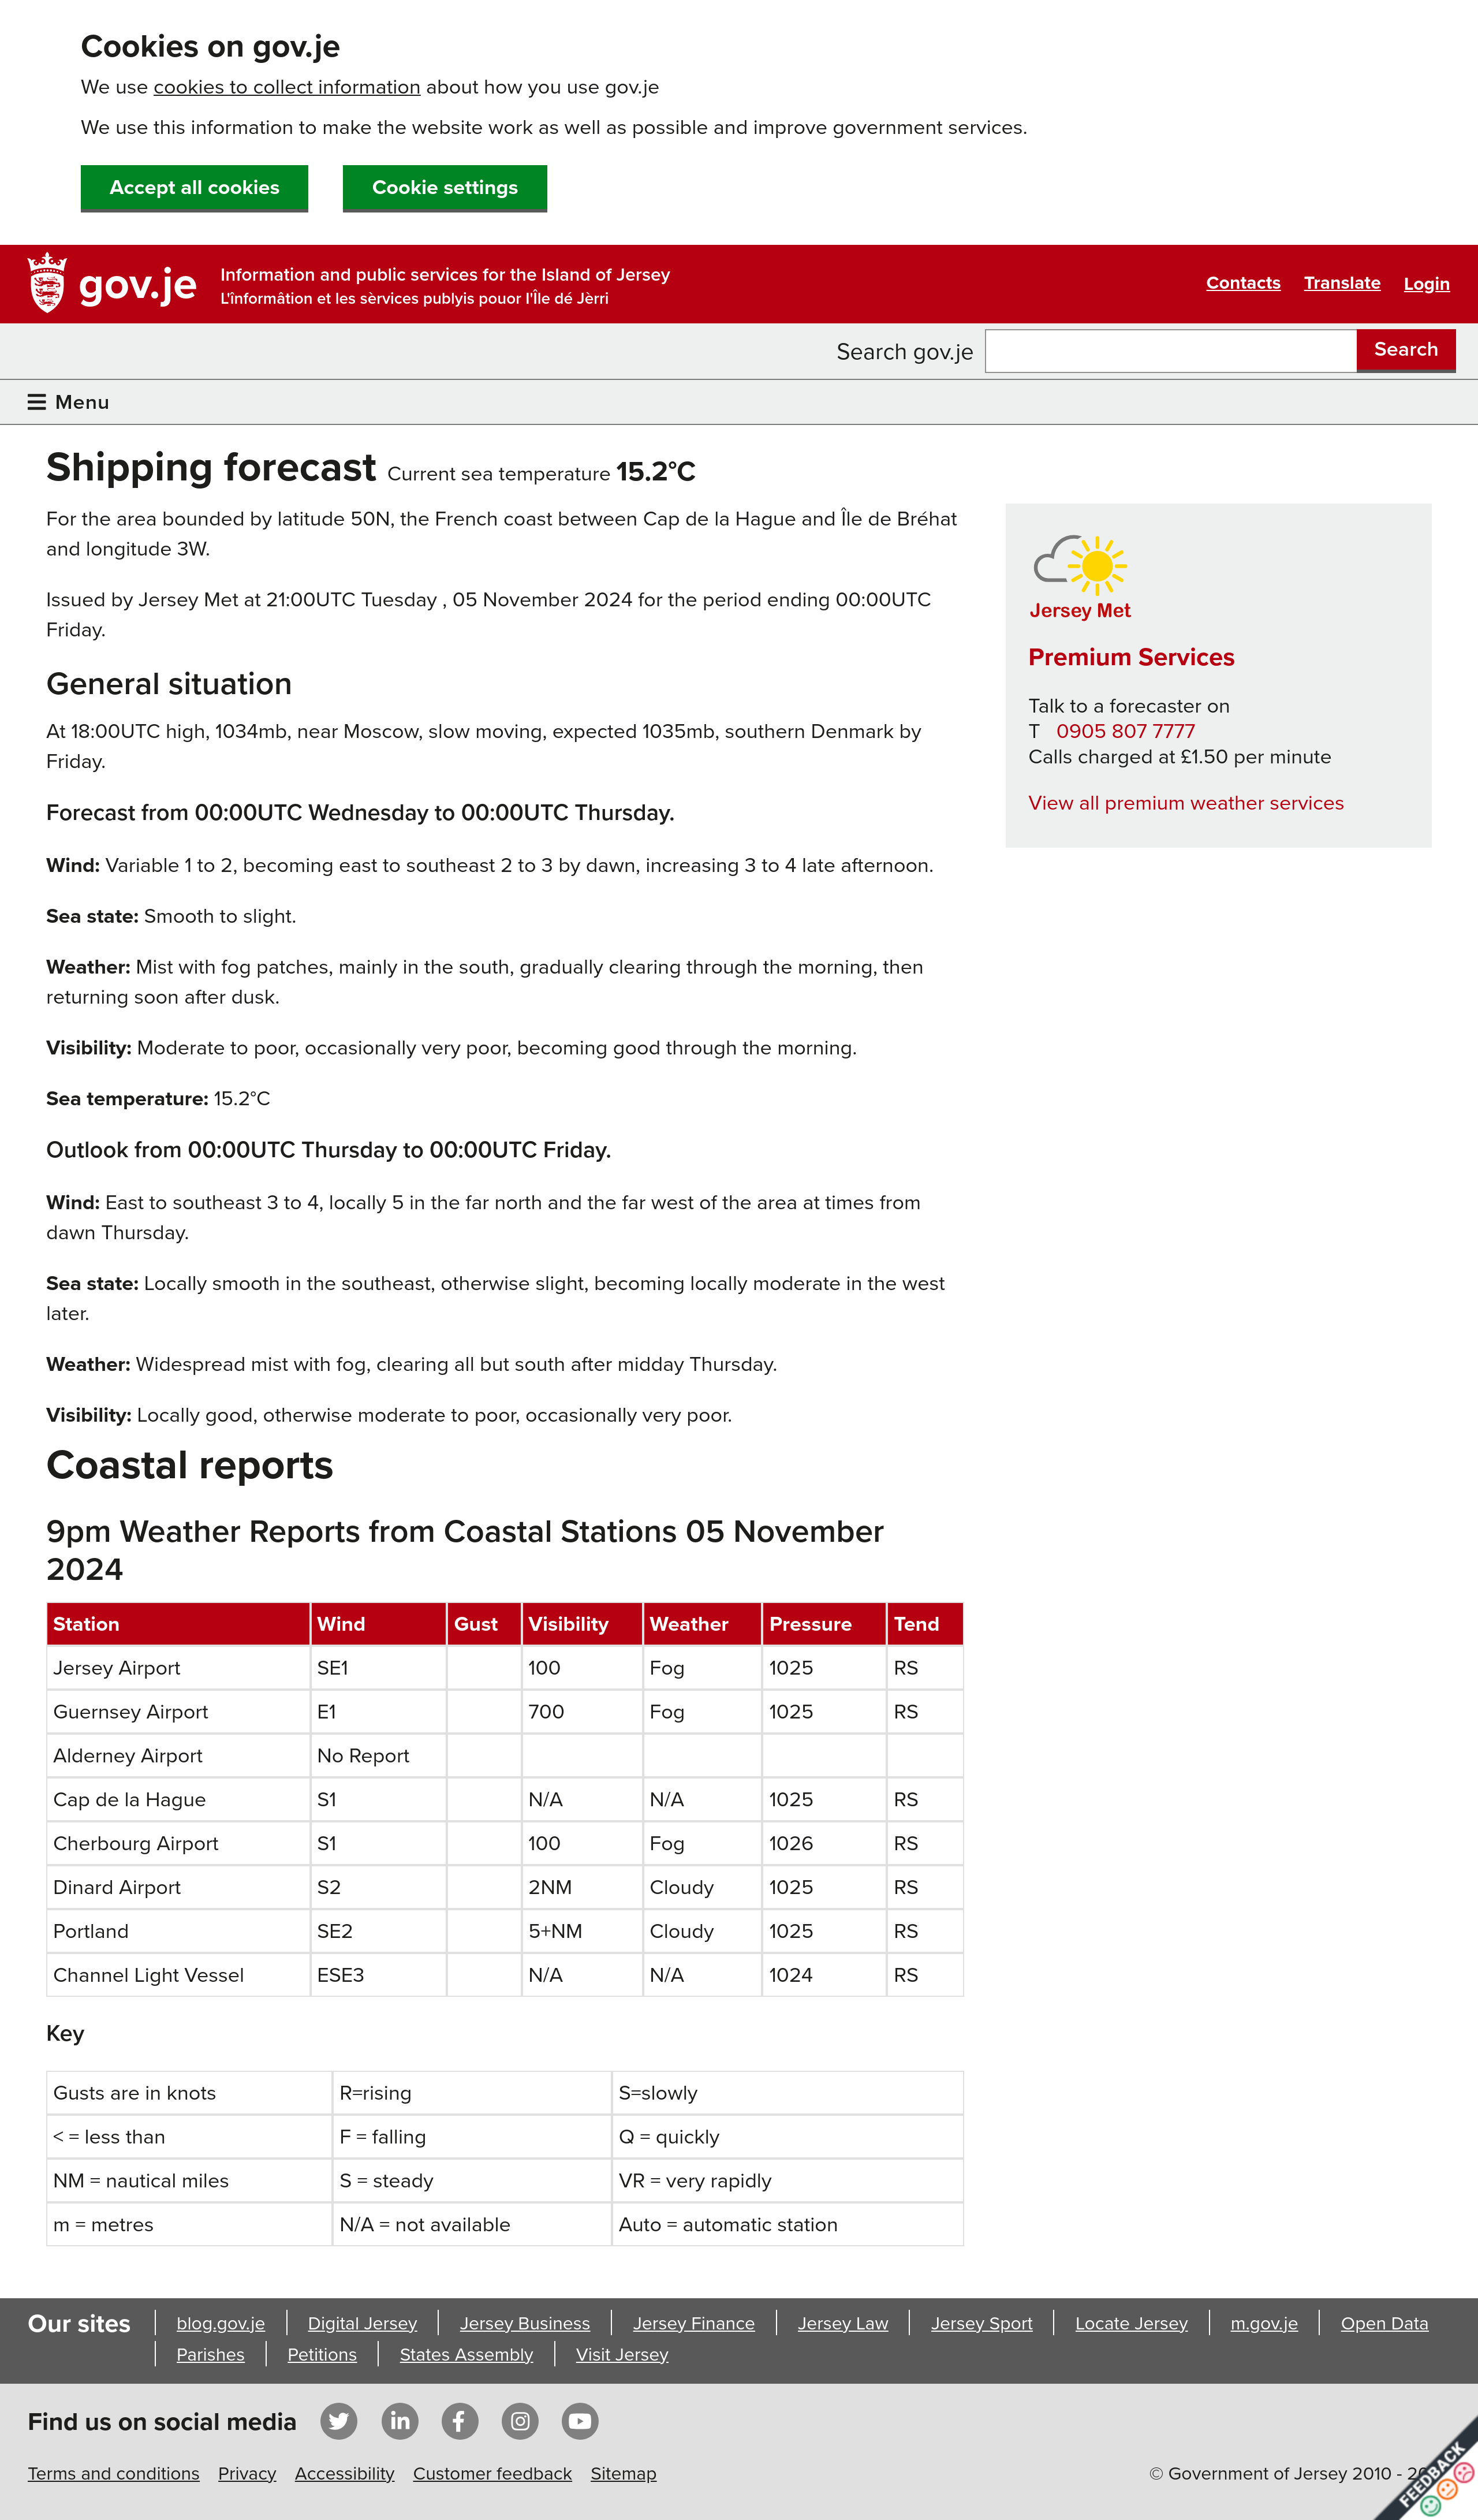 Cookies on gov.je
We use cookies to collect information about how you use gov.je
We use this information to make the website work as well as possible and improve government services.
Accept all cookies
Cookie settings
gov.je
Information and public services for the Island of Jersey
L'înformâtion et les sèrvices publyis pouor I'Île dé Jèrri
Contacts
Translate
Login
Search gov.je
Search
Menu
Shipping forecast Current sea temperature 15.2°C
For the area bounded by latitude 50N, the French coast between Cap de la Hague and Île de Bréhat
and longitude 3W.
Issued by Jersey Met at 21:00UTC Tuesday , 05 November 2024 for the period ending 00:00UTC
Friday.
General situation
At 18:00UTC high, 1034mb, near Moscow, slow moving, expected 1035mb, southern Denmark by
Friday.
Forecast from 00:00UTC Wednesday to 00:00UTC Thursday.
Wind: Variable 1 to 2, becoming east to southeast 2 to 3 by dawn, increasing 3 to 4 late afternoon.
Sea state: Smooth to slight.
Weather: Mist with fog patches, mainly in the south, gradually clearing through the morning, then
returning soon after dusk.
Visibility: Moderate to poor, occasionally very poor, becoming good through the morning.
Sea temperature: 15.2°C
Outlook from 00:00UTC Thursday to 00:00UTC Friday.
Wind: East to southeast 3 to 4, locally 5 in the far north and the far west of the area at times from
dawn Thursday.
Sea state: Locally smooth in the southeast, otherwise slight, becoming locally moderate in the west
later.
Weather: Widespread mist with fog, clearing all but south after midday Thursday.
Visibility: Locally good, otherwise moderate to poor, occasionally very poor.
Jersey Met
Premium Services
Talk to a forecaster on
T 0905 807 7777
Calls charged at £1.50 per minute
View all premium weather services
Coastal reports
9pm Weather Reports from Coastal Stations 05 November
2024
Station Wind Gust Visibility Weather Pressure Tend
Jersey Airport SE1 100 Fog 1025 RS
Guernsey Airport E1 700 Fog 1025 RS
Alderney Airport No Report
Cap de la Hague S1 N/A N/A 1025 RS
Cherbourg Airport S1 100 Fog 1026 RS
Dinard Airport S2 2NM Cloudy 1025 RS
Portland SE2 5+NM Cloudy 1025 RS
Channel Light Vessel ESE3 N/A N/A 1024 RS
Key
Gusts are in knots R=rising S=slowly
< = less than F = falling Q = quickly
NM = nautical miles S = steady VR = very rapidly
m = metres N/A = not available Auto = automatic station
Our sites
blog.gov.je Digital Jersey Jersey Business Jersey Finance Jersey Law Jersey Sport Locate Jersey m.gov.je Open Data
Parishes Petitions States Assembly Visit Jersey
Find us on social media
Terms and conditions Privacy Accessibility Customer feedback Sitemap
© Government of Jersey 2010 -
FEEDBACK